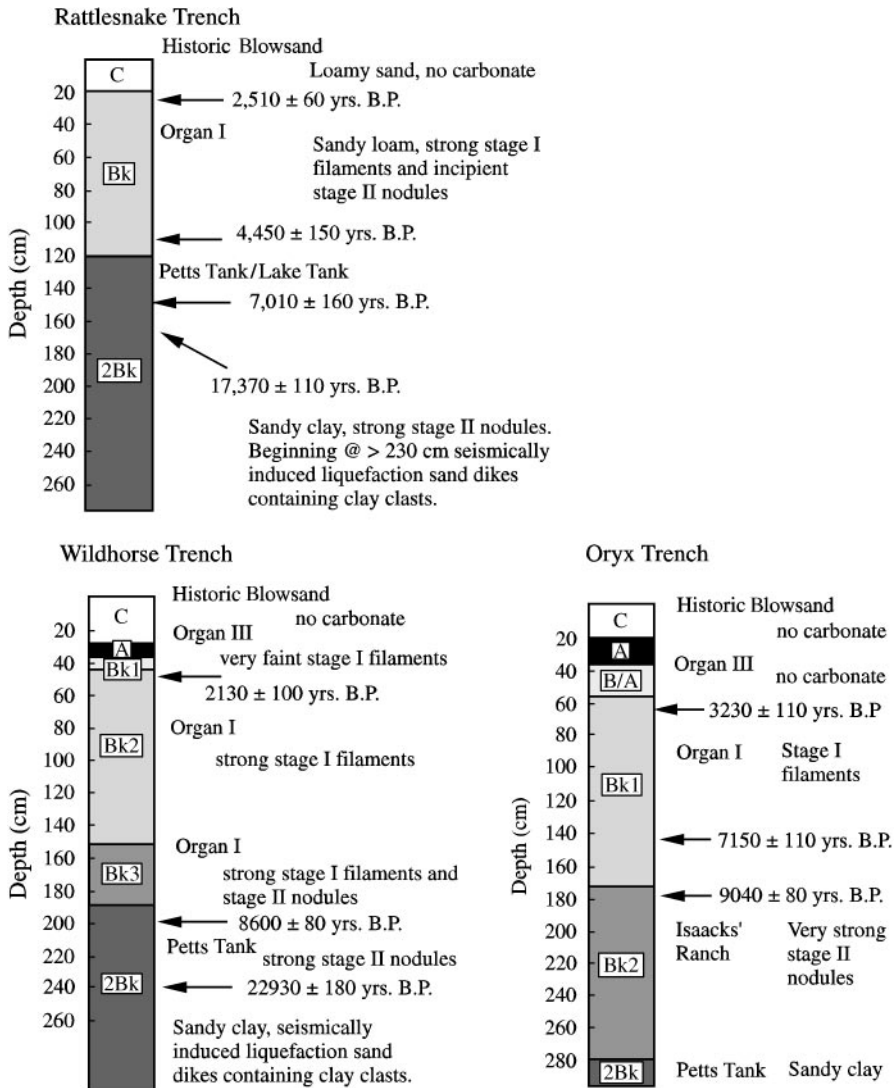 Rattlesnake Trench
Historic Blowsand
C
Loamy sand, no carbonate
20
2,510 ± 60 yrs. B.P.
40
Organ I
Sandy loam, strong stage I
60
filaments and incipient
Bk
80
stage II nodules
100
4,450 ± 150 yrs. B.P.
120
Petts Tank/Lake Tank
140
7,010 ± 160 yrs. B.P.
160
180
2Bk
200
17,370 ± 110 yrs. B.P.
220
Sandy clay, strong stage II nodules.
240
Beginning @ > 230 cm seismically
induced liquefaction sand dikes
260
containing clay clasts.
Depth (cm)
Wildhorse Trench
Historic Blowsand
C
no carbonate
20
Organ III
A
40
very faint stage I filaments
Bk1
60
2130 ± 100 yrs. B.P.
80
Organ I
Bk2
100
strong stage I filaments
120
140
160
Organ I
Bk3
strong stage I filaments and
180
stage II nodules
200
8600 ± 80 yrs. B.P.
220
Petts Tank
strong stage II nodules
240
2Bk
22930 ± 180 yrs. B.P.
260
Sandy clay, seismically
induced liquefaction sand
dikes containing clay clasts.
Depth (cm)
Oryx Trench
Historic Blowsand
C
no carbonate
20
A
40
Organ III
B/A
no carbonate
60
3230 ± 110 yrs. B.P
80
Organ I
Stage I
100
filaments
Bk1
120
140
7150 ± 110 yrs. B.P.
160
180
9040 ± 80 yrs. B.P.
200
Isaacks'
Very strong
Ranch
stage II
220
Bk2
nodules
240
260
280
2Bk
Petts Tank
Sandy clay
Depth (cm)